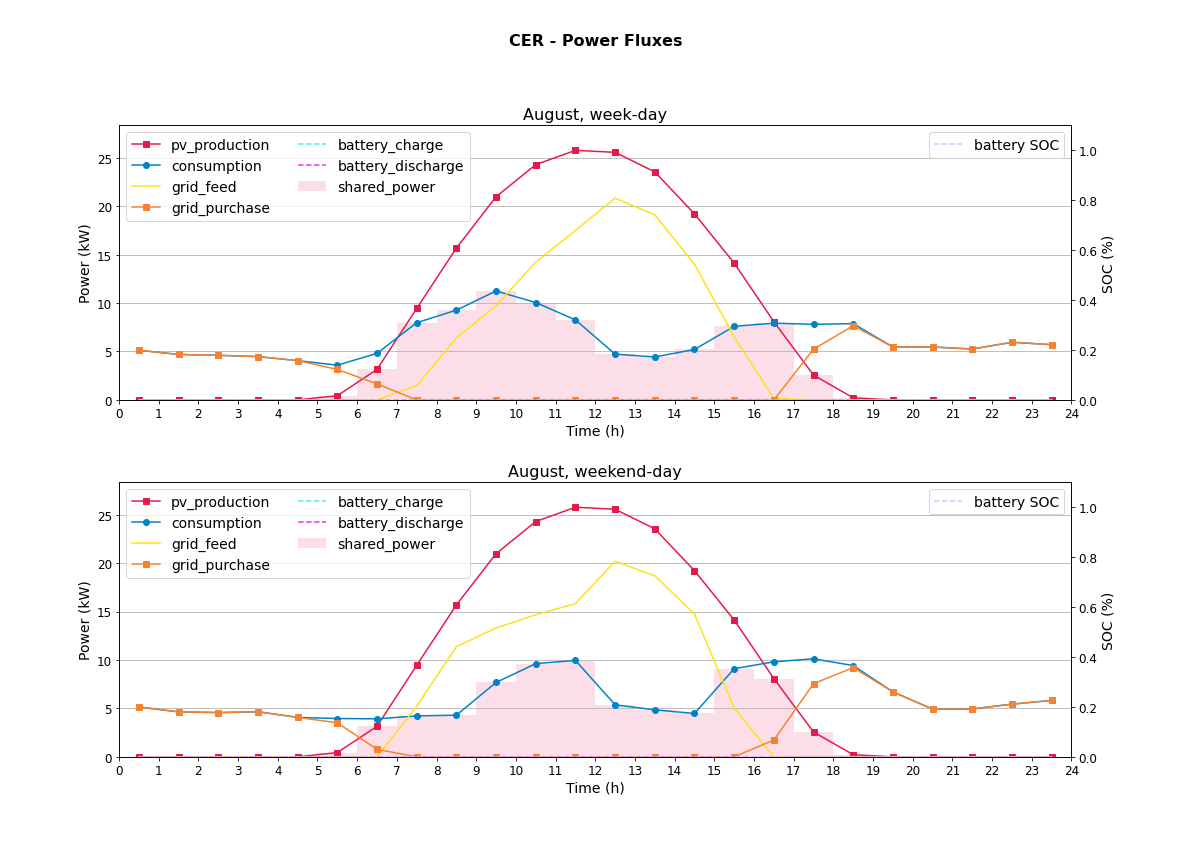 CER - Power Fluxes
August, week-day
pv_production
consumption
grid_feed
grid_purchase
battery_charge
battery_discharge
shared_power
battery SOC
Power (kW)
25
20
15
10
5
0
SOC (%)
1.0
0.8
0.6
0.4
0.2
0.0
0 1 2 3 4 5 6 7 8 9 10 11 12 13 14 15 16 17 18 19 20 21 22 23 24
Time (h)
August, weekend-day
pv_production
consumption
grid_feed
grid_purchase
battery_charge
battery_discharge
shared_power
battery SOC
Power (kW)
25
20
15
10
5
0
SOC (%)
1.0
0.8
0.6
0.4
0.2
0.0
0 1 2 3 4 5 6 7 8 9 10 11 12 13 14 15 16 17 18 19 20 21 22 23 24
Time (h)